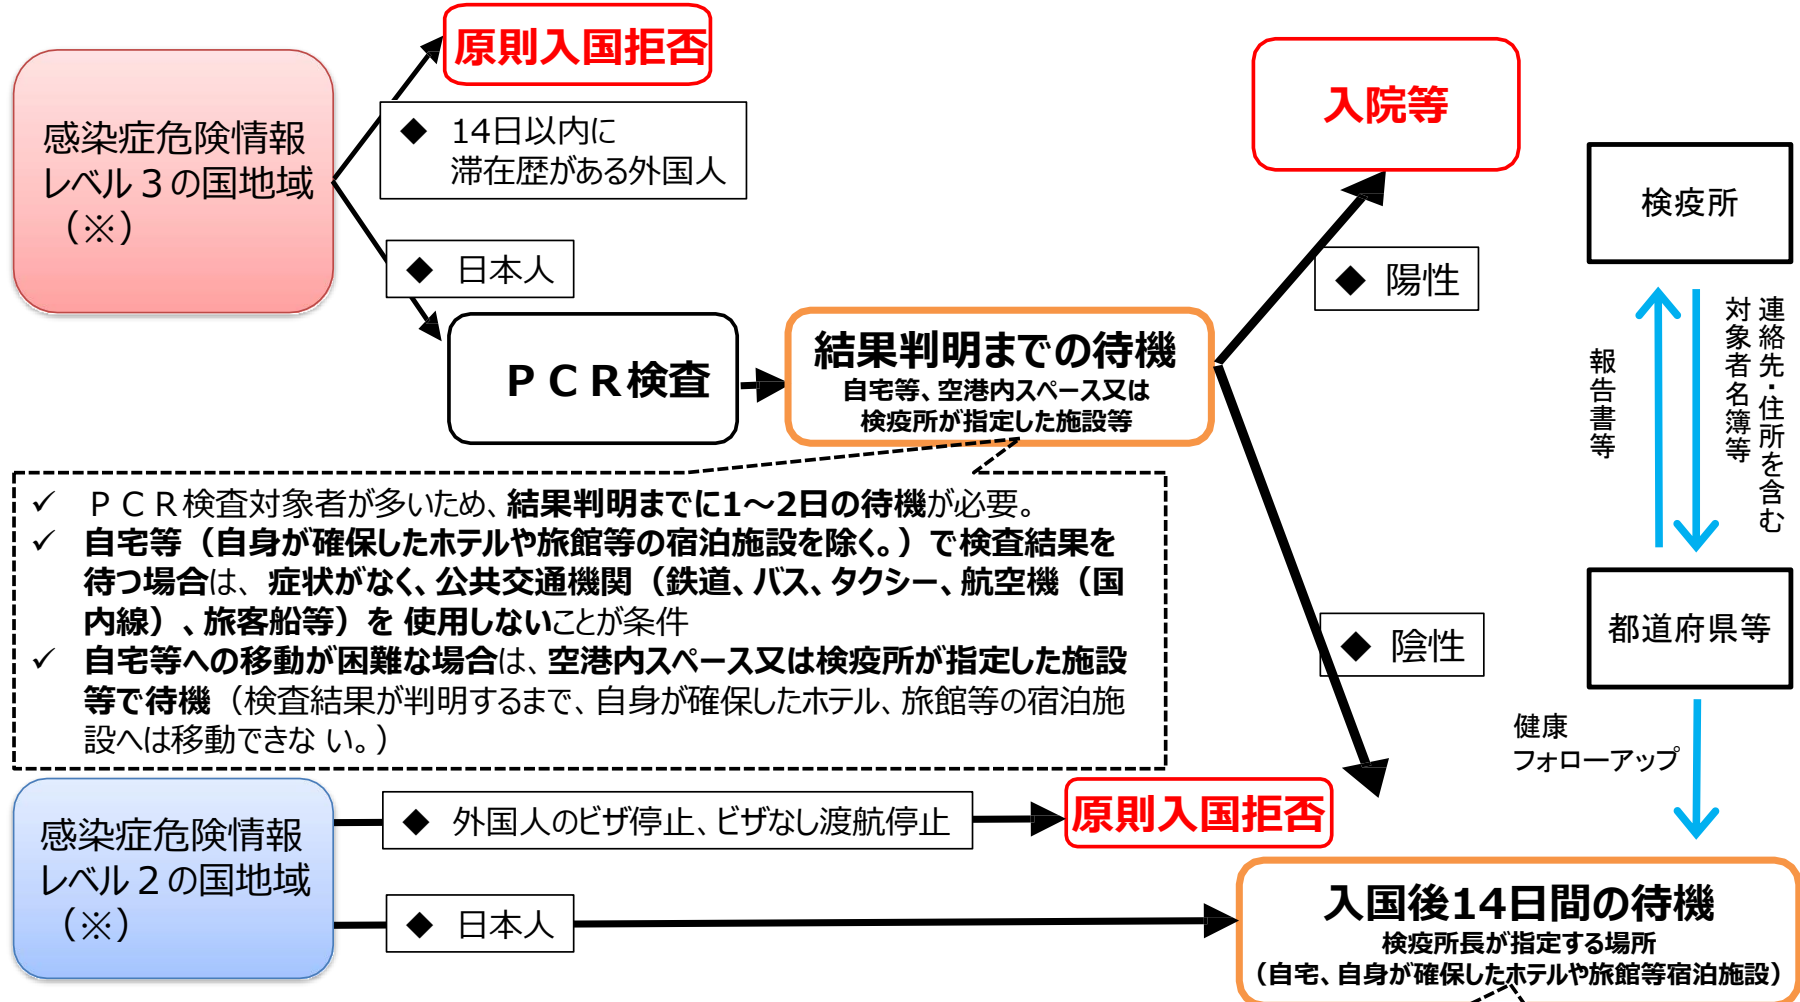 原則入国拒否
感染症危険情報
レベル３の国地域
（※）
◆ 14日以内に
滞在歴がある外国人
◆ 日本人
ＰＣＲ検査
結果判明までの待機
自宅等、空港内スペース又は
検疫所が指定した施設等
入院等
◆ 陽性
◆ 陰性
検疫所
報告書等
連絡先・住所を含む
対象者名簿等
都道府県等
健康
フォローアップ
✓ ＰＣＲ検査対象者が多いため、結果判明までに1～2日の待機が必要。
✓ 自宅等（自身が確保したホテルや旅館等の宿泊施設を除く。）で検査結果を
待つ場合は、症状がなく、公共交通機関（鉄道、バス、タクシー、航空機（国
内線）、旅客船等）を 使用しないことが条件
✓ 自宅等への移動が困難な場合は、空港内スペース又は検疫所が指定した施設
等で待機（検査結果が判明するまで、自身が確保したホテル、旅館等の宿泊施
設へは移動できな い。）
感染症危険情報
レベル２の国地域
（※）
◆ 外国人のビザ停止、ビザなし渡航停止
原則入国拒否
◆ 日本人
入国後14日間の待機
検疫所長が指定する場所
（自宅、自身が確保したホテルや旅館等宿泊施設）